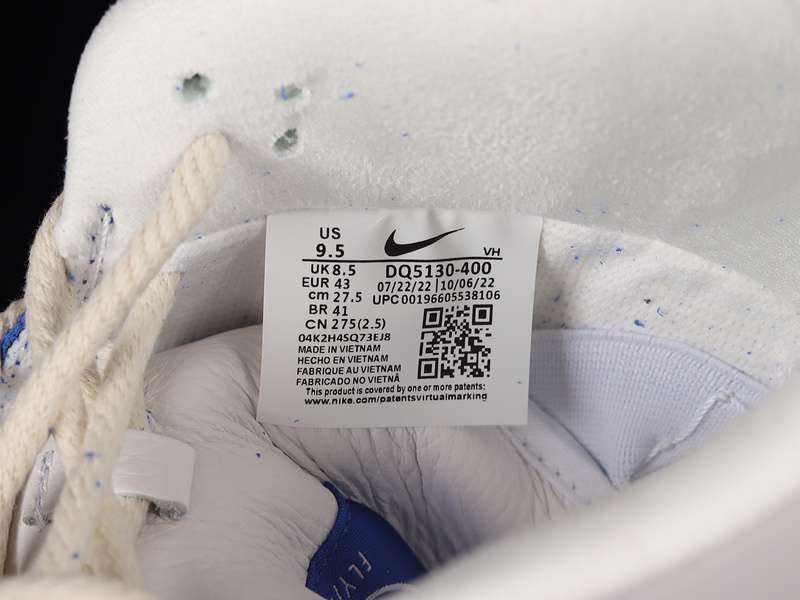 US
9.5
VH
UK 8.5 DQ5130-400
EUR 43 07/22/22 | 10/06/22
cm 27.5 UPC 00196605538106
BR 41
CN 275(2.5)
04K2H4SQ73EJ8
MADE IN VIETNAM
HECHO EN VIETNAM
FABRIQUE AU VIETNAM
FABRICADO NO VIETNÃ
This product is covered by one or more patents;
www.nike.com/patentsvirtualmarking